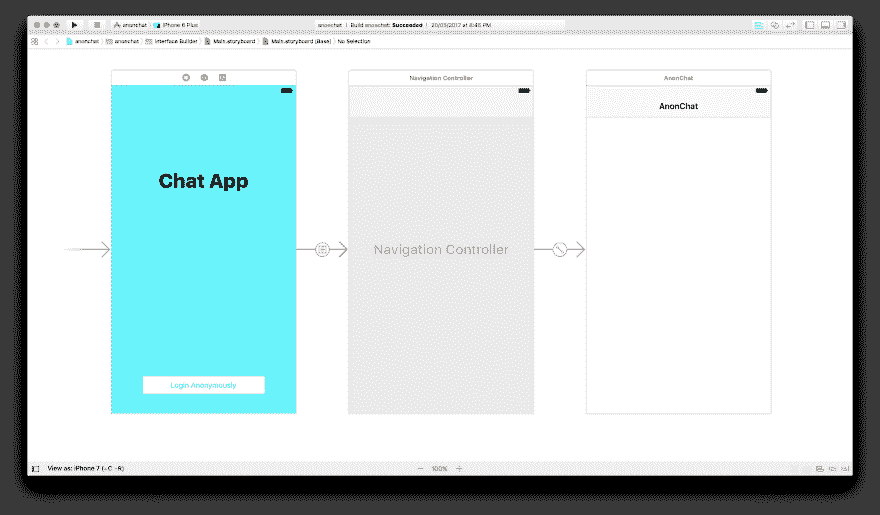 anonchat iPhone 6 Plus anonchat | Build anonchat: Succeeded | 20/03/2017 at 4:46 PM
anonchat anonchat Interface Builder Main.storyboard Main.storyboard (Base) No Selection
Navigation Controller AnonChat
AnonChat
Chat App
Navigation Controller
Login Anonymously
View as: iPhone 7 (wC hR) 100%